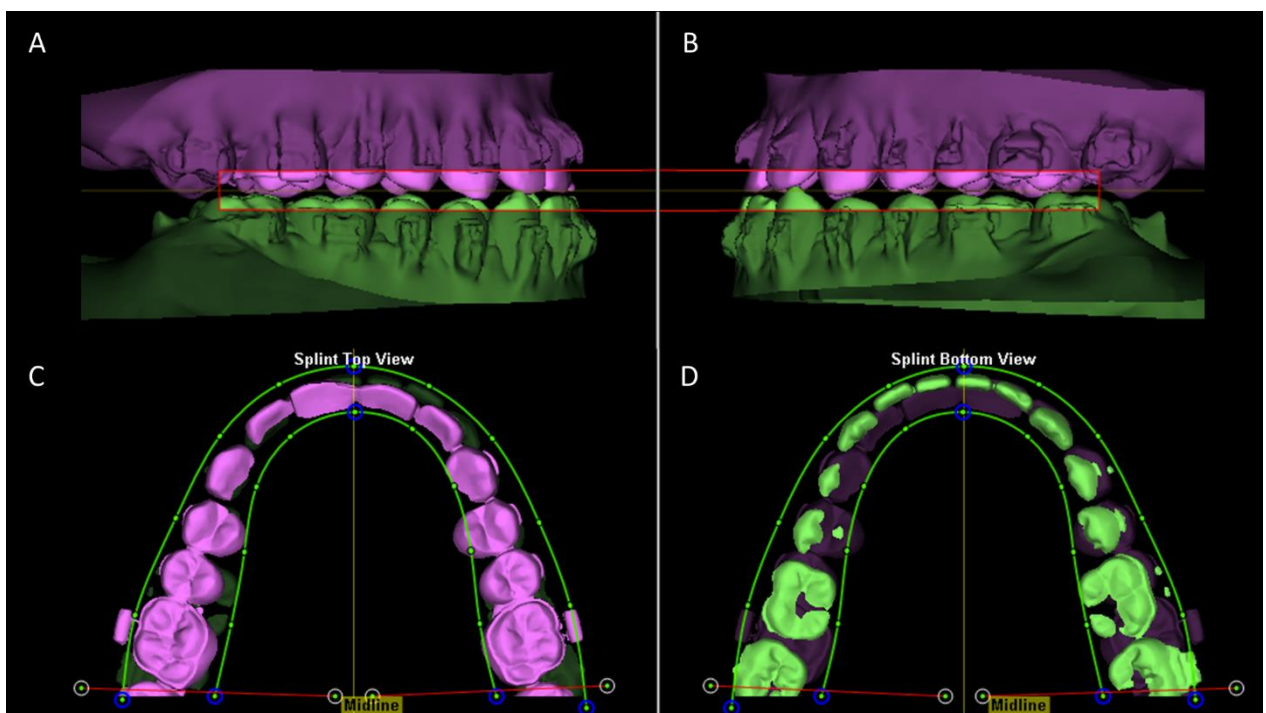 A
B
Splint Top View
Splint Bottom View
C
D
Midline
Midline